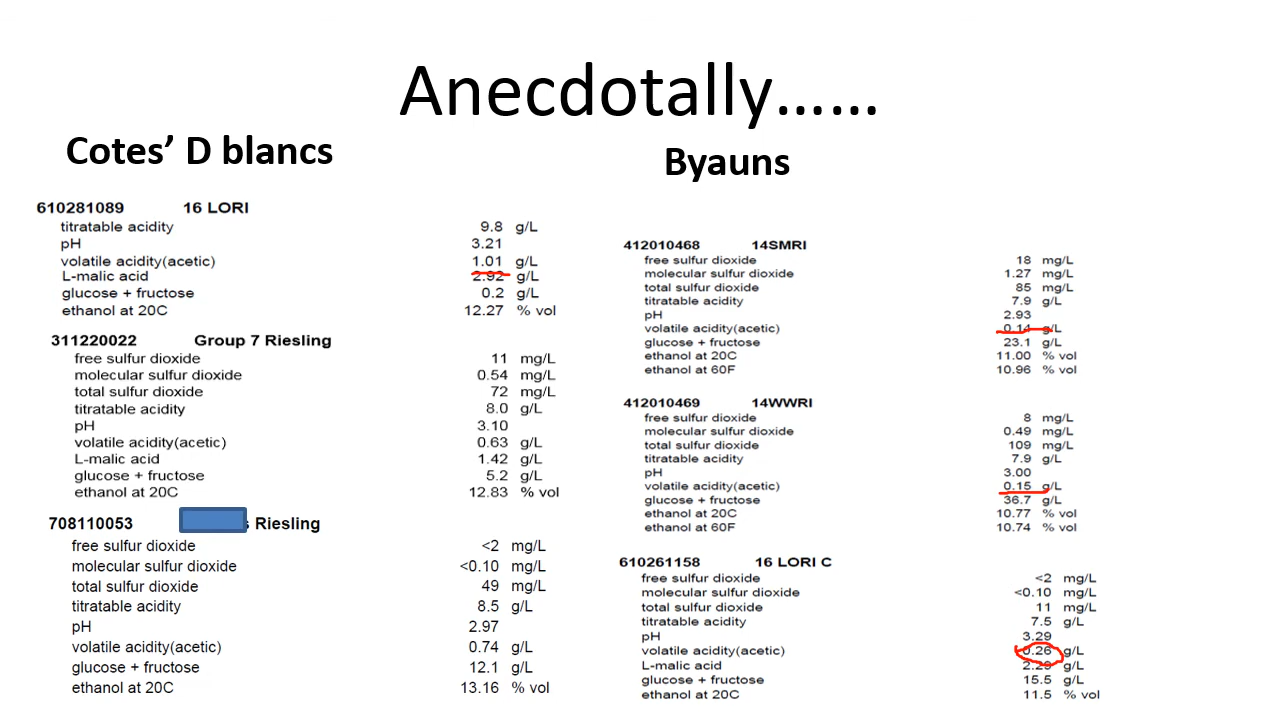 Anecdotally……
Cotes’ D blancs
610281089 16 LORI
titratable acidity 9.8 g/L
pH 3.21
volatile acidity(acetic) 1.01 g/L
L-malic acid 2.92 g/L
glucose + fructose 0.2 g/L
ethanol at 20C 12.27 % vol
311220022 Group 7 Riesling
free sulfur dioxide 11 mg/L
molecular sulfur dioxide 0.54 mg/L
total sulfur dioxide 72 mg/L
titratable acidity 8.0 g/L
pH 3.10
volatile acidity(acetic) 0.63 g/L
L-malic acid 1.42 g/L
glucose + fructose 5.2 g/L
ethanol at 20C 12.83 % vol
708110053 Riesling
free sulfur dioxide <2 mg/L
molecular sulfur dioxide <0.10 mg/L
total sulfur dioxide 49 mg/L
titratable acidity 8.5 g/L
pH 2.97
volatile acidity(acetic) 0.74 g/L
glucose + fructose 12.1 g/L
ethanol at 20C 13.16 % vol
Byauns
412010468 14SMRI
free sulfur dioxide 18 mg/L
molecular sulfur dioxide 1.27 mg/L
total sulfur dioxide 85 mg/L
titratable acidity 7.9 g/L
pH 2.93
volatile acidity(acetic) 0.14 g/L
glucose + fructose 23.1 g/L
ethanol at 20C 11.00 % vol
ethanol at 60F 10.96 % vol
412010469 14WWRI
free sulfur dioxide 8 mg/L
molecular sulfur dioxide 0.49 mg/L
total sulfur dioxide 109 mg/L
titratable acidity 7.9 g/L
pH 3.00
volatile acidity(acetic) 0.15 g/L
glucose + fructose 36.7 g/L
ethanol at 20C 10.77 % vol
ethanol at 60F 10.74 % vol
610261158 16 LORI C
free sulfur dioxide <2 mg/L
molecular sulfur dioxide <0.10 mg/L
total sulfur dioxide 11 mg/L
titratable acidity 7.5 g/L
pH 3.29
volatile acidity(acetic) 0.26 g/L
L-malic acid 2.29 g/L
glucose + fructose 15.5 g/L
ethanol at 20C 11.5 % vol